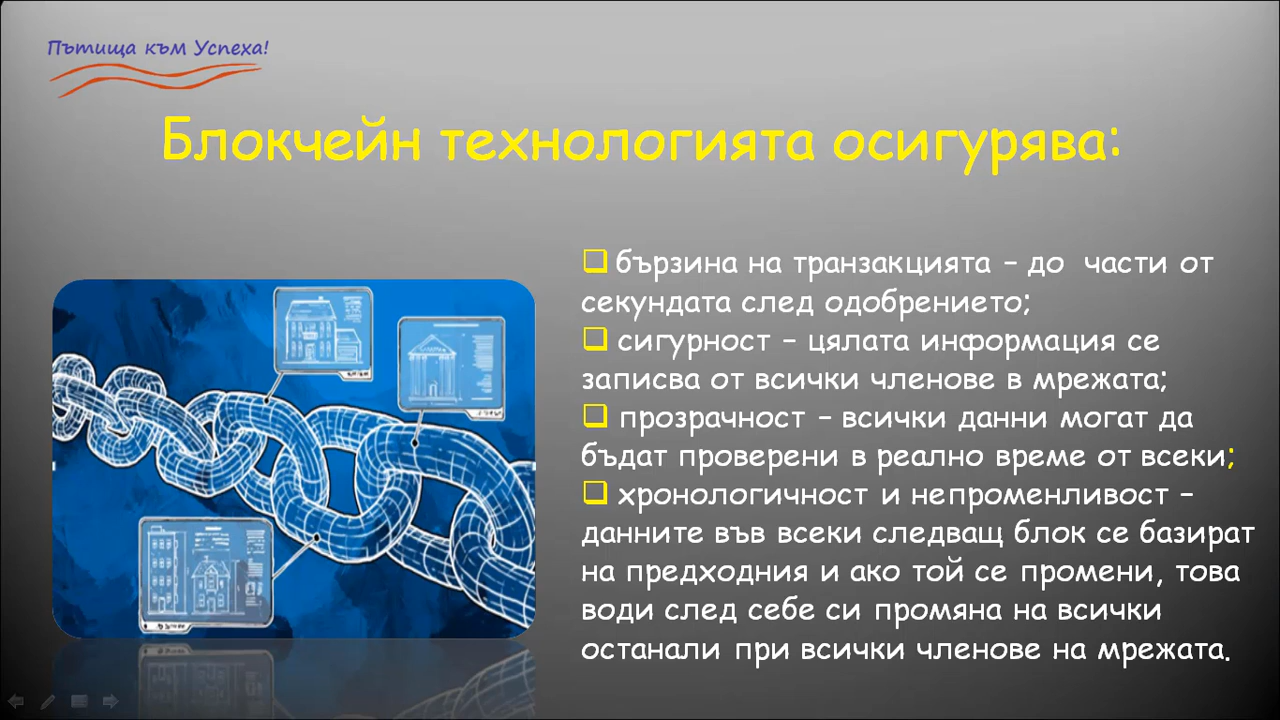 Пътища към Успеха!
Блокчейн технологията осигурява:
бързина на транзакцията – до части от
секундата след одобрението;
сигурност – цялата информация се
записва от всички членове в мрежата;
прозрачност – всички данни могат да
бъдат проверени в реално време от всеки;
хронологичност и непроменливост –
данните във всеки следващ блок се базират
на предходния и ако той се промени, това
води след себе си промяна на всички
останали при всички членове на мрежата.